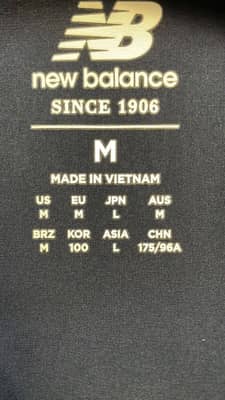 NB
new balance
SINCE 1906
M
MADE IN VIETNAM
US EU JPN AUS
M M L M
BRZ KOR ASIA CHN
M 100 L 175/96A